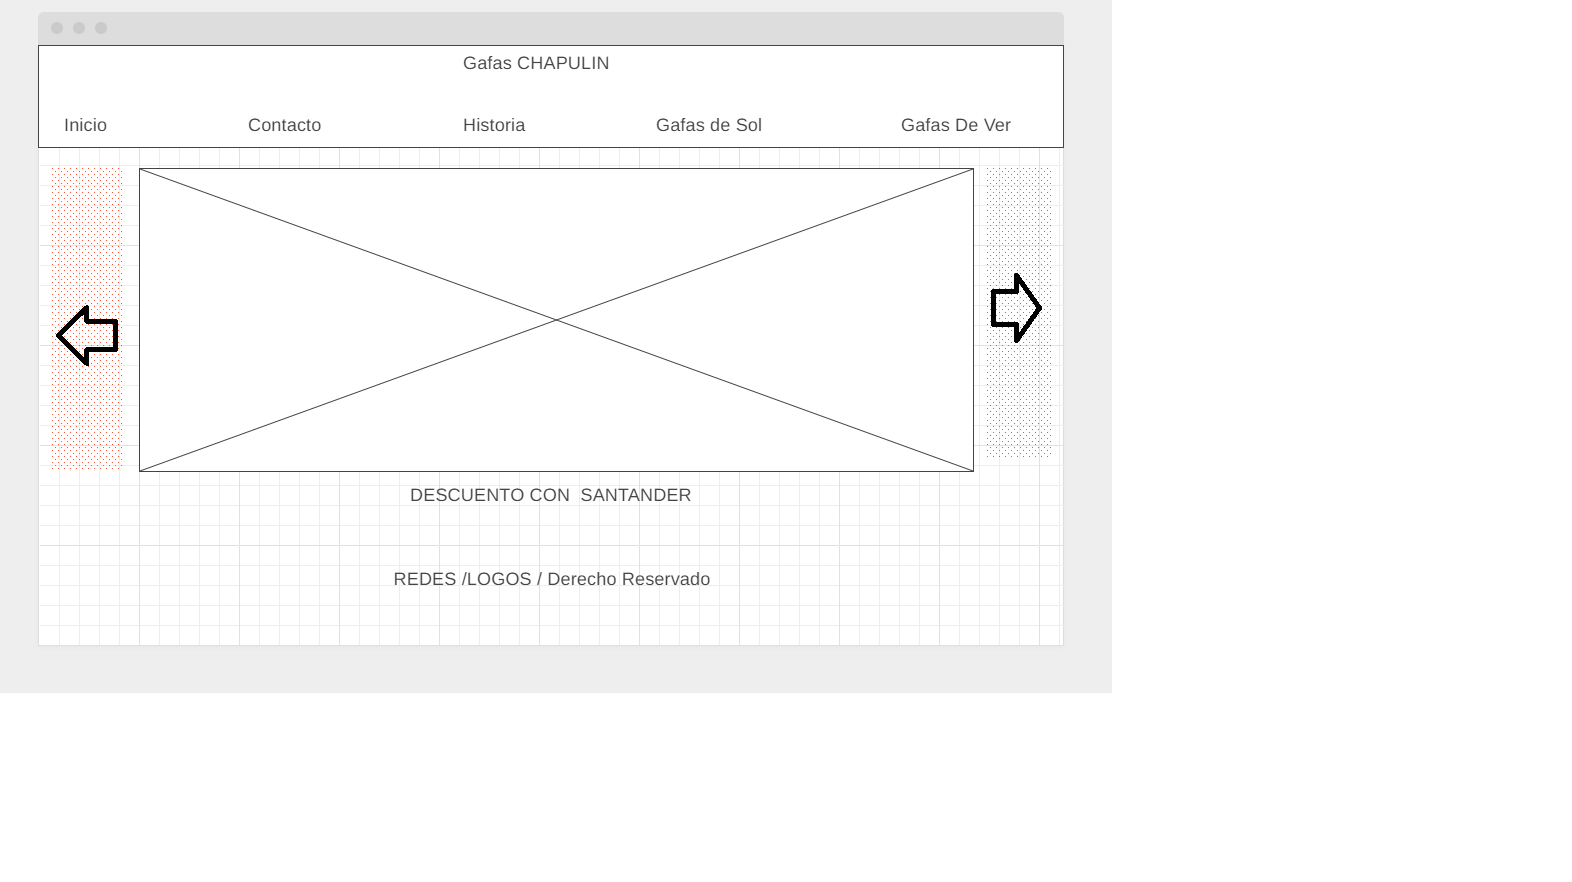 Gafas CHAPULIN
Inicio Contacto Historia Gafas de Sol Gafas De Ver
DESCUENTO CON  SANTANDER
REDES /LOGOS / Derecho Reservado